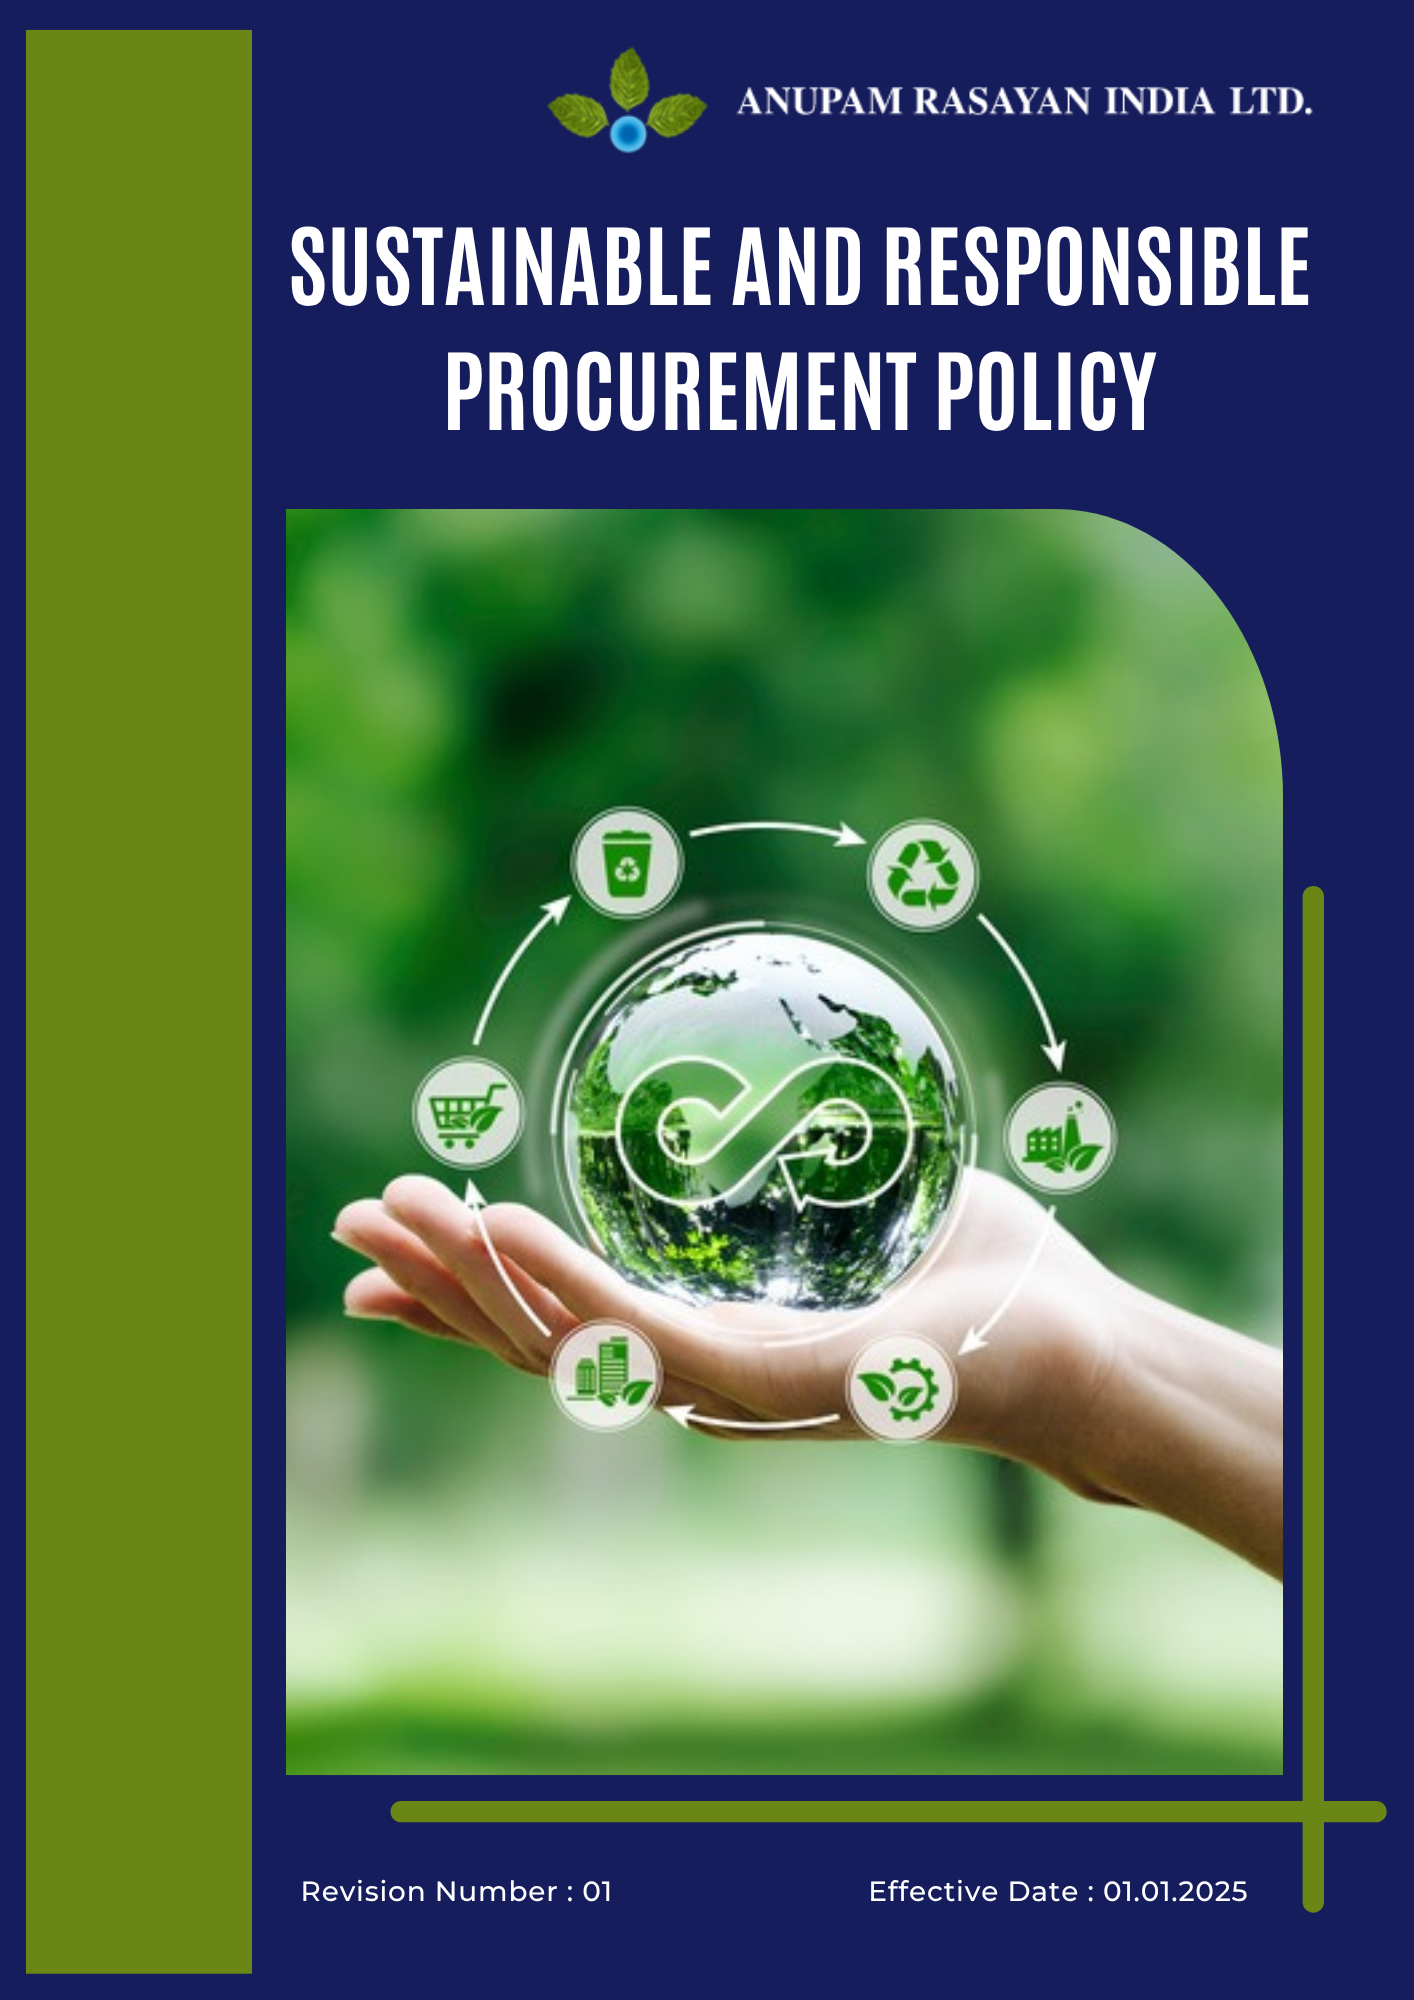 ANUPAM RASAYAN INDIA LTD.
SUSTAINABLE AND RESPONSIBLE
PROCUREMENT POLICY
Revision Number : 01
Effective Date : 01.01.2025